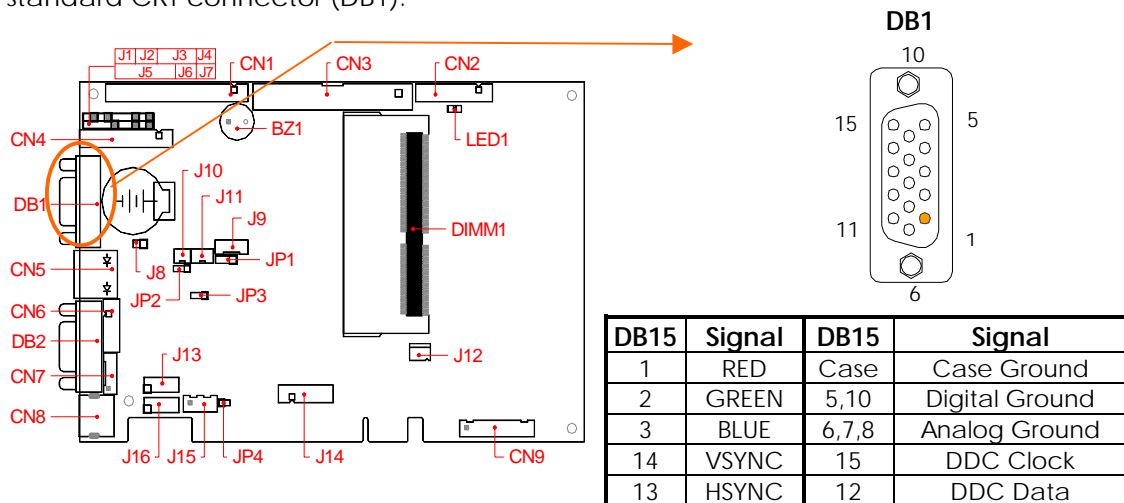 standard CRT connector (DB1).
DB1
J1 J2 J3 J4
J5 J6 J7
CN1
CN3
CN2
CN4
BZ1
LED1
J10
J11
J9
DB1
DIMM1
J8
JP1
CN5
JP2
JP3
CN6
DB2
J12
J13
CN7
CN8
J16
J15
JP4
J14
CN9
10
15
5
11
1
6
DB15 Signal DB15 Signal
1 RED Case Case Ground
2 GREEN 5,10 Digital Ground
3 BLUE 6,7,8 Analog Ground
14 VSYNC 15 DDC Clock
13 HSYNC 12 DDC Data